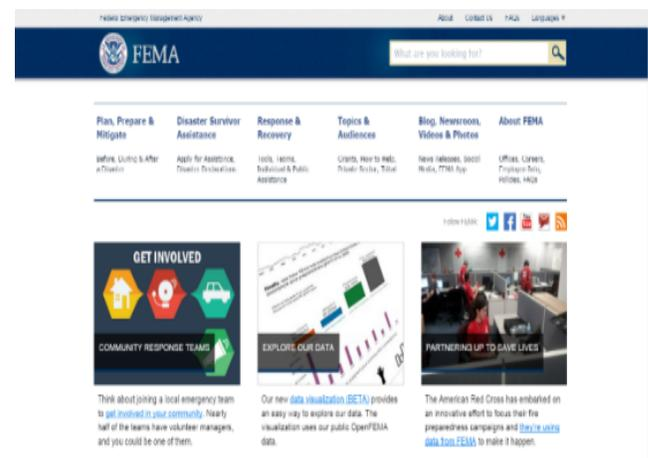 Federal Emergency Management Agency
About Contact Us FAQs Languages
FEMA
What are you looking for?
Plan, Prepare &
Mitigate
Before, During & After
a Disaster
Disaster Survivor
Assistance
Apply for Assistance,
Disaster Declarations
Response &
Recovery
Tools, Teams,
Individual & Public
Assistance
Topics &
Audiences
Grants, How to Help,
Private Sector, Tribal
Blog, Newsroom,
Videos & Photos
News Releases, Social
Media, FEMA App
About FEMA
Offices, Careers,
Employee Info,
Policies, FAQs
Follow FEMA:
You
GET INVOLVED
COMMUNITY RESPONSE TEAMS
Think about joining a local emergency team
to get involved in your community. Nearly
half of the teams have volunteer managers,
and you could be one of them.
EXPLORE OUR DATA
Our new data visualization (BETA) provides
an easy way to explore our data. The
visualization uses our public OpenFEMA
data.
PARTNERING UP TO SAVE LIVES
The American Red Cross has embarked on
an innovative effort to focus their fire
preparedness campaigns and they're using
data from FEMA to make it happen.